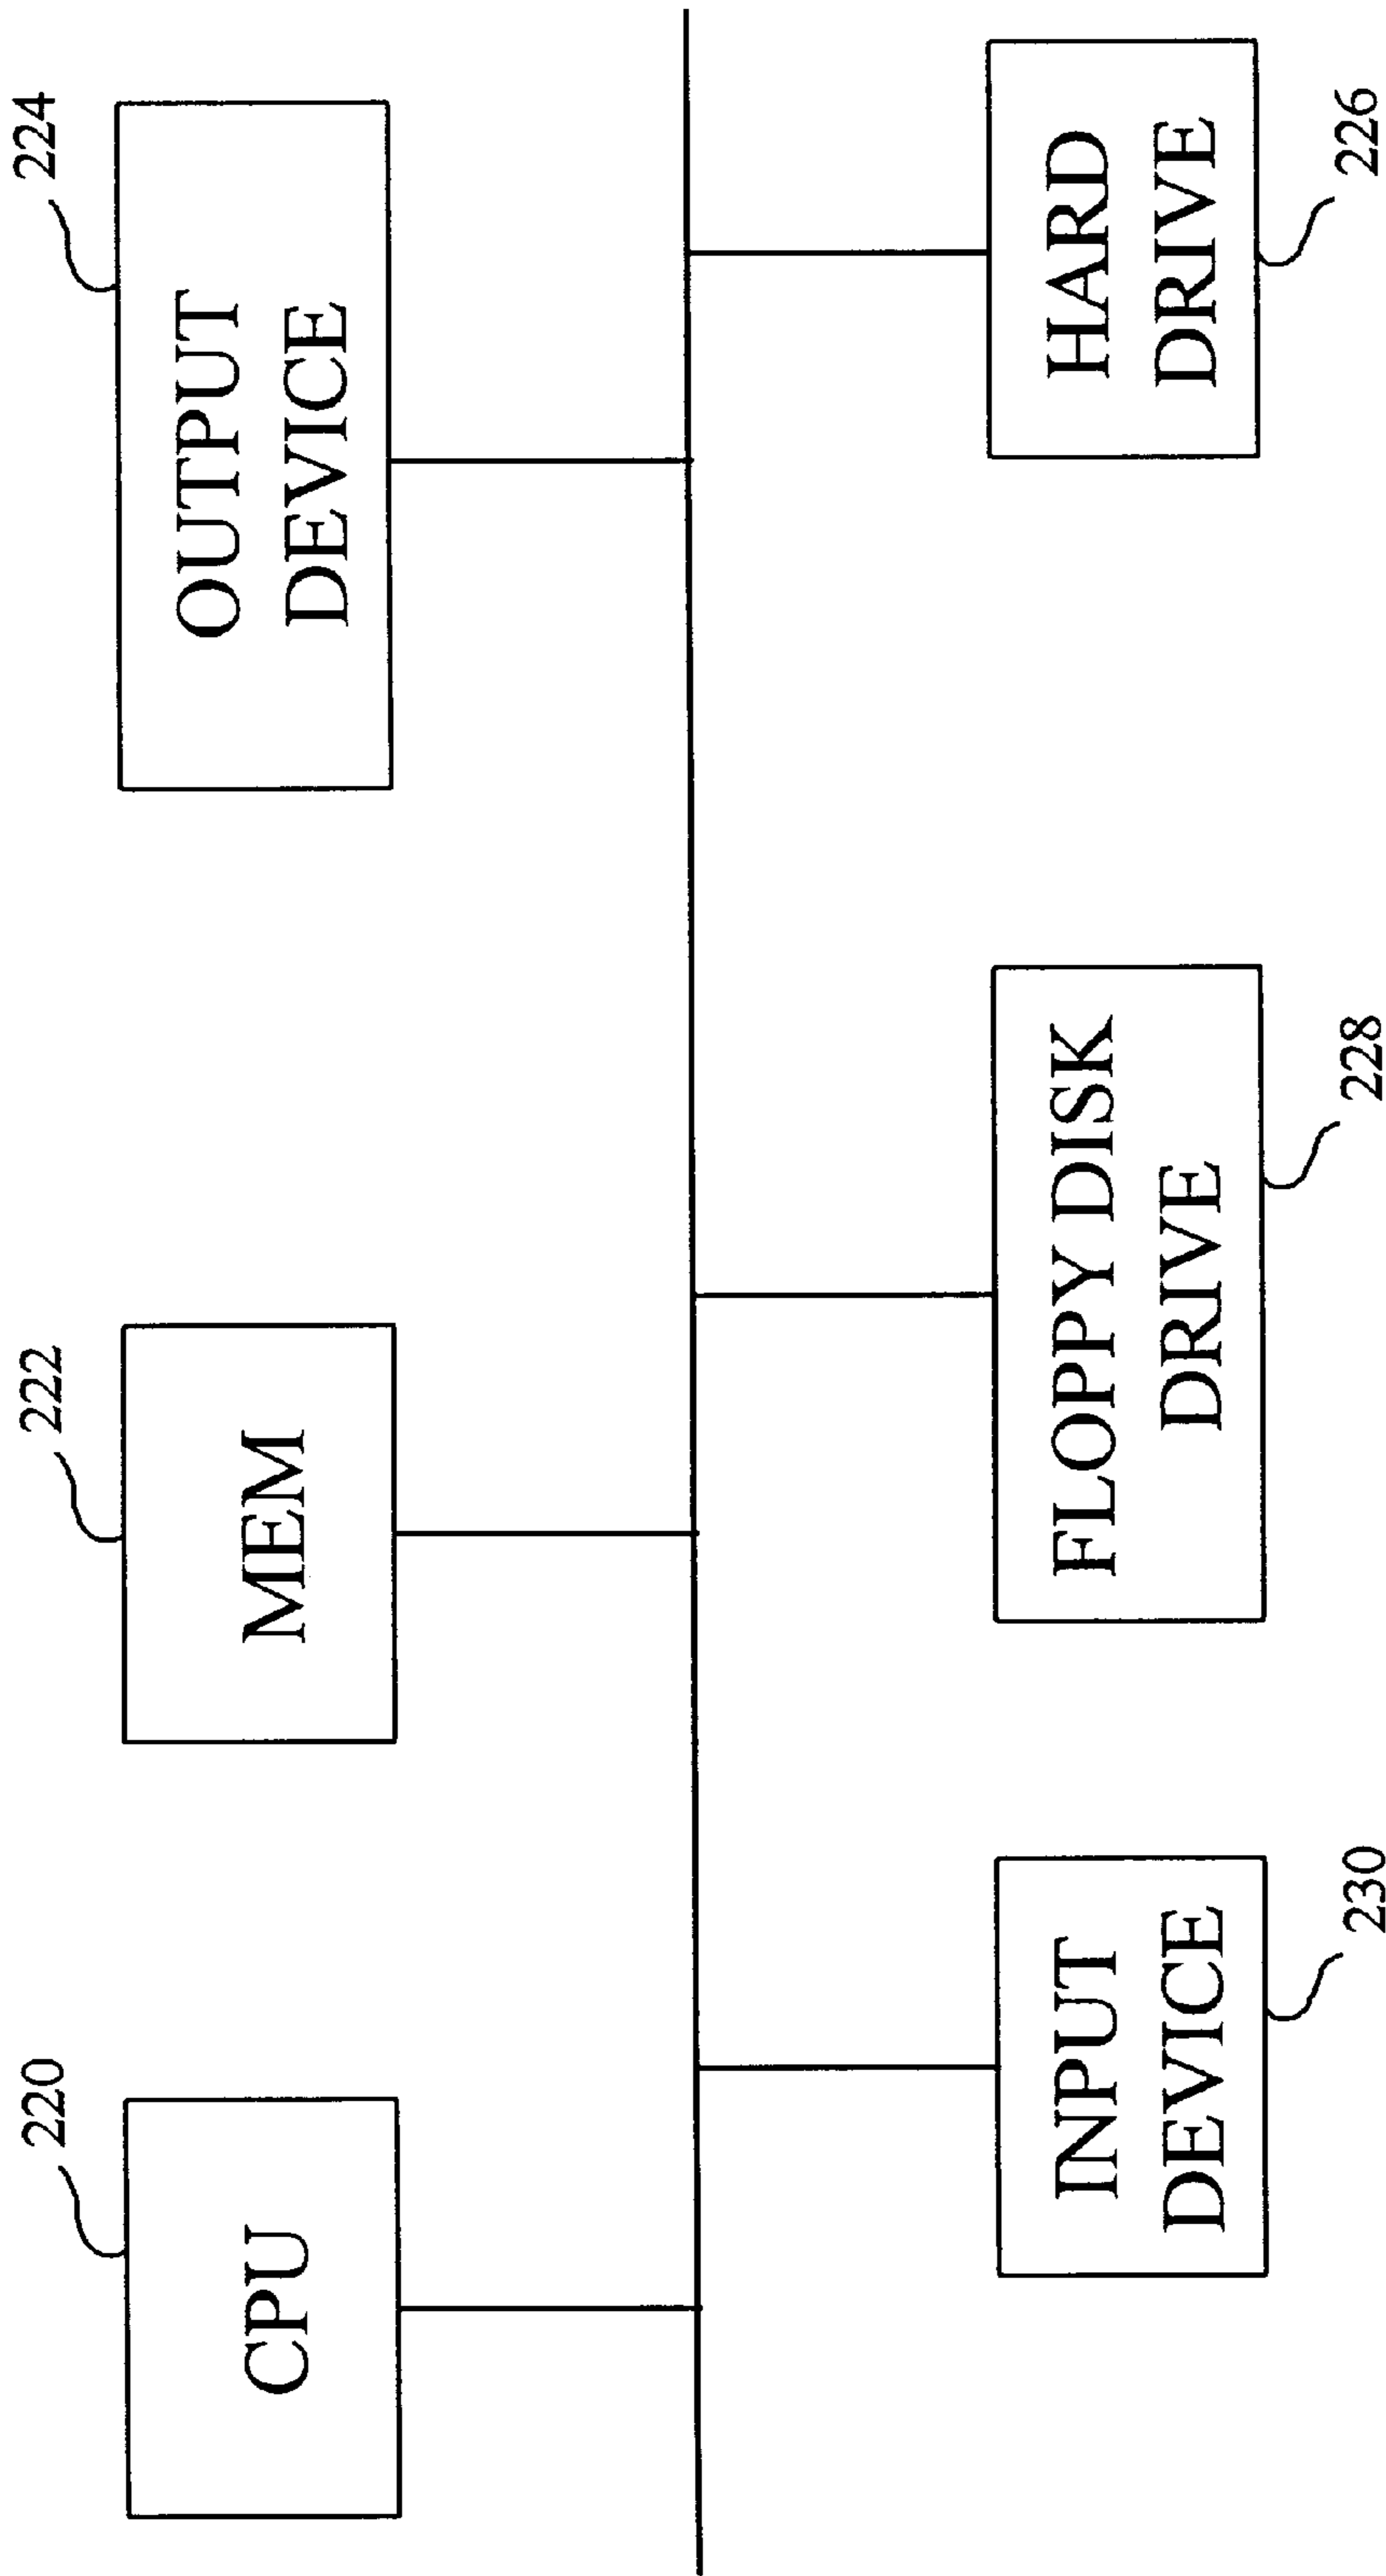 220
CPU
222
MEM
224
OUTPUT
DEVICE
INPUT
DEVICE
230
FLOPPY DISK
DRIVE
228
HARD
DRIVE
226